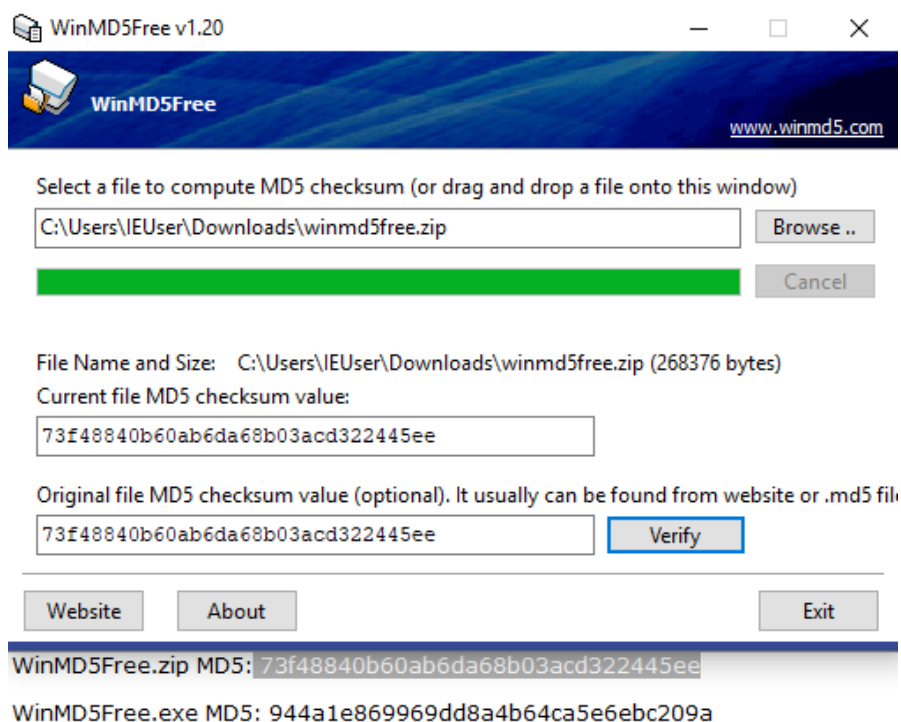 WinMD5Free v1.20
WinMD5Free
www.winmd5.com
Select a file to compute MD5 checksum (or drag and drop a file onto this window)
C:\Users\IEUser\Downloads\winmd5free.zip
Browse ..
Cancel
File Name and Size: C:\Users\IEUser\Downloads\winmd5free.zip (268376 bytes)
Current file MD5 checksum value:
73f48840b60ab6da68b03acd322445ee
Original file MD5 checksum value (optional). It usually can be found from website or .md5 file
73f48840b60ab6da68b03acd322445ee
Verify
Website
About
Exit
WinMD5Free.zip MD5: 73f48840b60ab6da68b03acd322445ee
WinMD5Free.exe MD5: 944a1e869969dd8a4b64ca5e6ebc209a